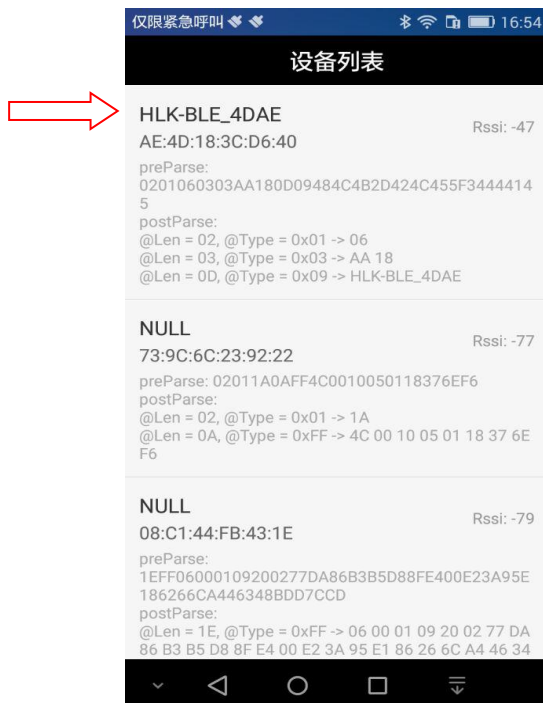 仅限紧急呼叫 16:54
设备列表
HLK-BLE_4DAE
Rssi: -47
AE:4D:18:3C:D6:40
preParse:
0201060303AA180D09484C4B2D424C455F3444414
5
postParse:
@Len = 02, @Type = 0x01 -> 06
@Len = 03, @Type = 0x03 -> AA 18
@Len = 0D, @Type = 0x09 -> HLK-BLE_4DAE
NULL
Rssi: -77
73:9C:6C:23:92:22
preParse: 02011A0AFF4C0010050118376EF6
postParse:
@Len = 02, @Type = 0x01 -> 1A
@Len = 0A, @Type = 0xFF -> 4C 00 10 05 01 18 37 6E
F6
NULL
Rssi: -79
08:C1:44:FB:43:1E
preParse:
1EFF06000109200277DA86B3B5D88FE400E23A95E
186266CA446348BDD7CCD
postParse:
@Len = 1E, @Type = 0xFF -> 06 00 01 09 20 02 77 DA
86 B3 B5 D8 8F E4 00 E2 3A 95 E1 86 26 6C A4 46 34